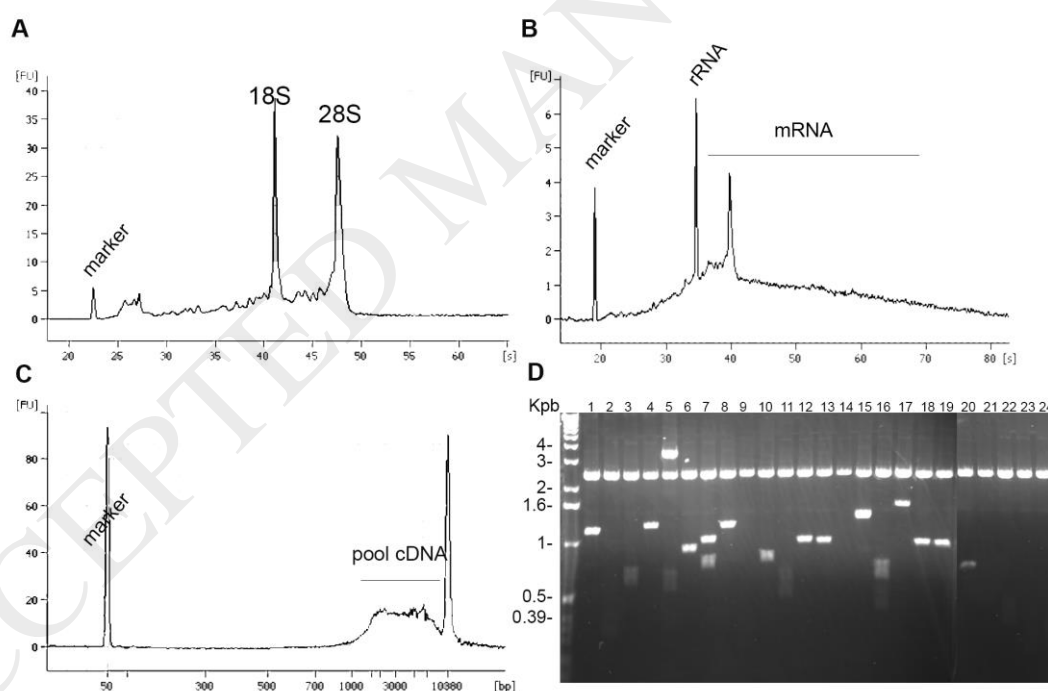 A
[FU]
40
35
30
25
20
15
10
5
0
marker
18S
28S
20 25 30 35 40 45 50 55 60 65 [s]
B
[FU]
6
5
4
3
2
1
0
marker
rRNA
mRNA
20 30 40 50 60 70 80 [s]
C
[FU]
80
60
40
20
0
marker
pool cDNA
50 300 500 700 1000 3000 10380 [bp]
D
Kpb 1 2 3 4 5 6 7 8 9 10 11 12 13 14 15 16 17 18 19 20 21 22 23 24
4-
3-
2-
1.6-
1-
0.5-
0.39-
CCEPTED MAN